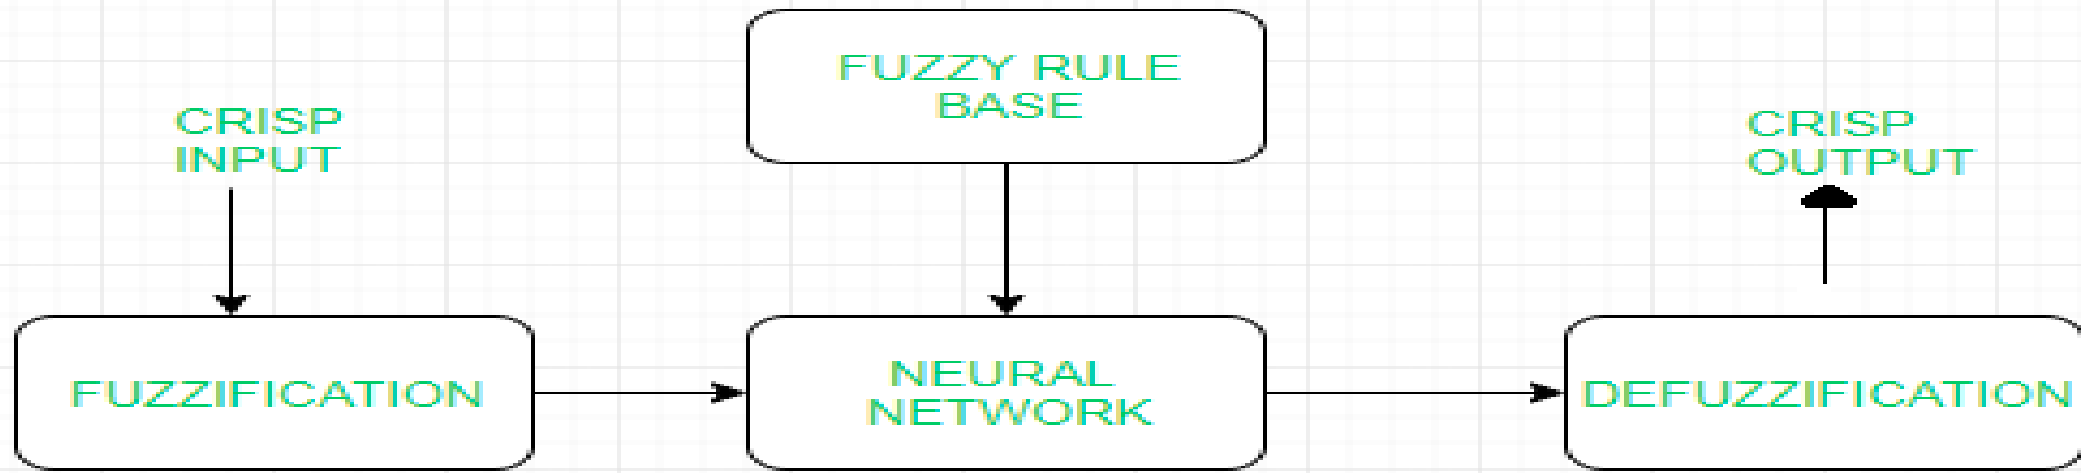 FUZZY RULE
BASE
CRISP
INPUT
CRISP
OUTPUT
FUZZIFICATION
NEURAL
NETWORK
DEFUZZIFICATION